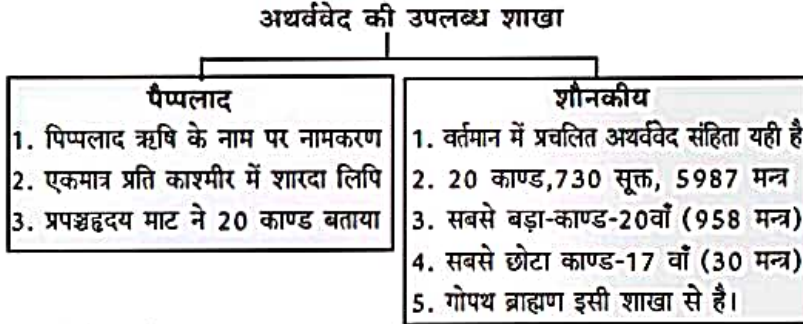 अथर्ववेद की उपलब्ध शाखा
पैप्पलाद
1. पिप्पलाद ऋषि के नाम पर नामकरण
2. एकमात्र प्रति काश्मीर में शारदा लिपि
3. प्रपञ्चहृदय माट ने 20 काण्ड बताया
शौनकीय
1. वर्तमान में प्रचलित अथर्ववेद संहिता यही है
2. 20 काण्ड,730 सूक्त, 5987 मन्त्र
3. सबसे बड़ा-काण्ड-20वाँ (958 मन्त्र)
4. सबसे छोटा काण्ड-17 वाँ (30 मन्त्र)
5. गोपथ ब्राह्मण इसी शाखा से है।